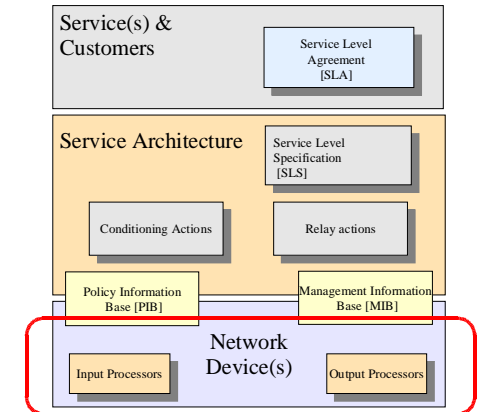 Service(s) &
Customers
Service Level
Agreement
[SLA]
Service Architecture
Service Level
Specification
[SLS]
Conditioning Actions
Relay actions
Policy Information
Base [PIB]
Management Information
Base [MIB]
Network
Device(s)
Input Processors
Output Processors